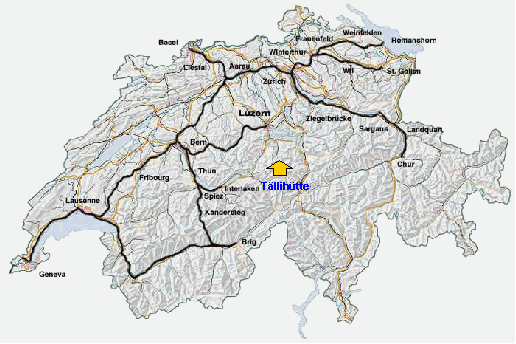 Weinfelden
Frauenfeld
Romanshorn
Basel
Winterthur
Liestal
Aarau
Wil
St. Gallen
Zürich
Luzern
Ziegelbrücke
Sargans
Landquart
Bern
Chur
Thun
Fribourg
Interlaken
Tällihütte
Spiez
Lausanne
Kandersteg
Brig
Geneva